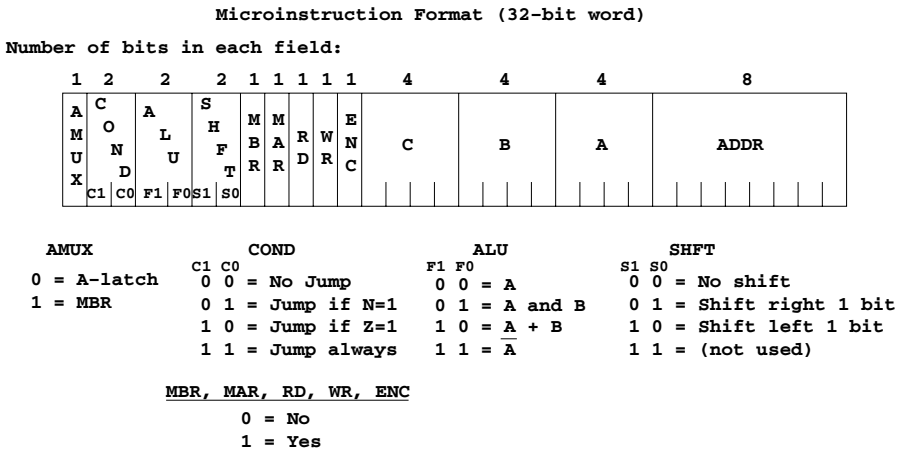 Microinstruction Format (32-bit word)
Number of bits in each field:
1 2 2 2 1 1 1 1 1 4 4 4 8
AMUX COND ALU SHFT MBR MAR RD WR ENC C B A ADDR
C1 C0 F1 F0 S1 S0
AMUX COND ALU SHFT
C1 C0 F1 F0 S1 S0
0 = A-latch 0 0 = No Jump 0 0 = A 0 0 = No shift
1 = MBR 0 1 = Jump if N=1 0 1 = A and B 0 1 = Shift right 1 bit
1 0 = Jump if Z=1 1 0 = A + B 1 0 = Shift left 1 bit
1 1 = Jump always 1 1 = A̅ 1 1 = (not used)
MBR, MAR, RD, WR, ENC
0 = No
1 = Yes